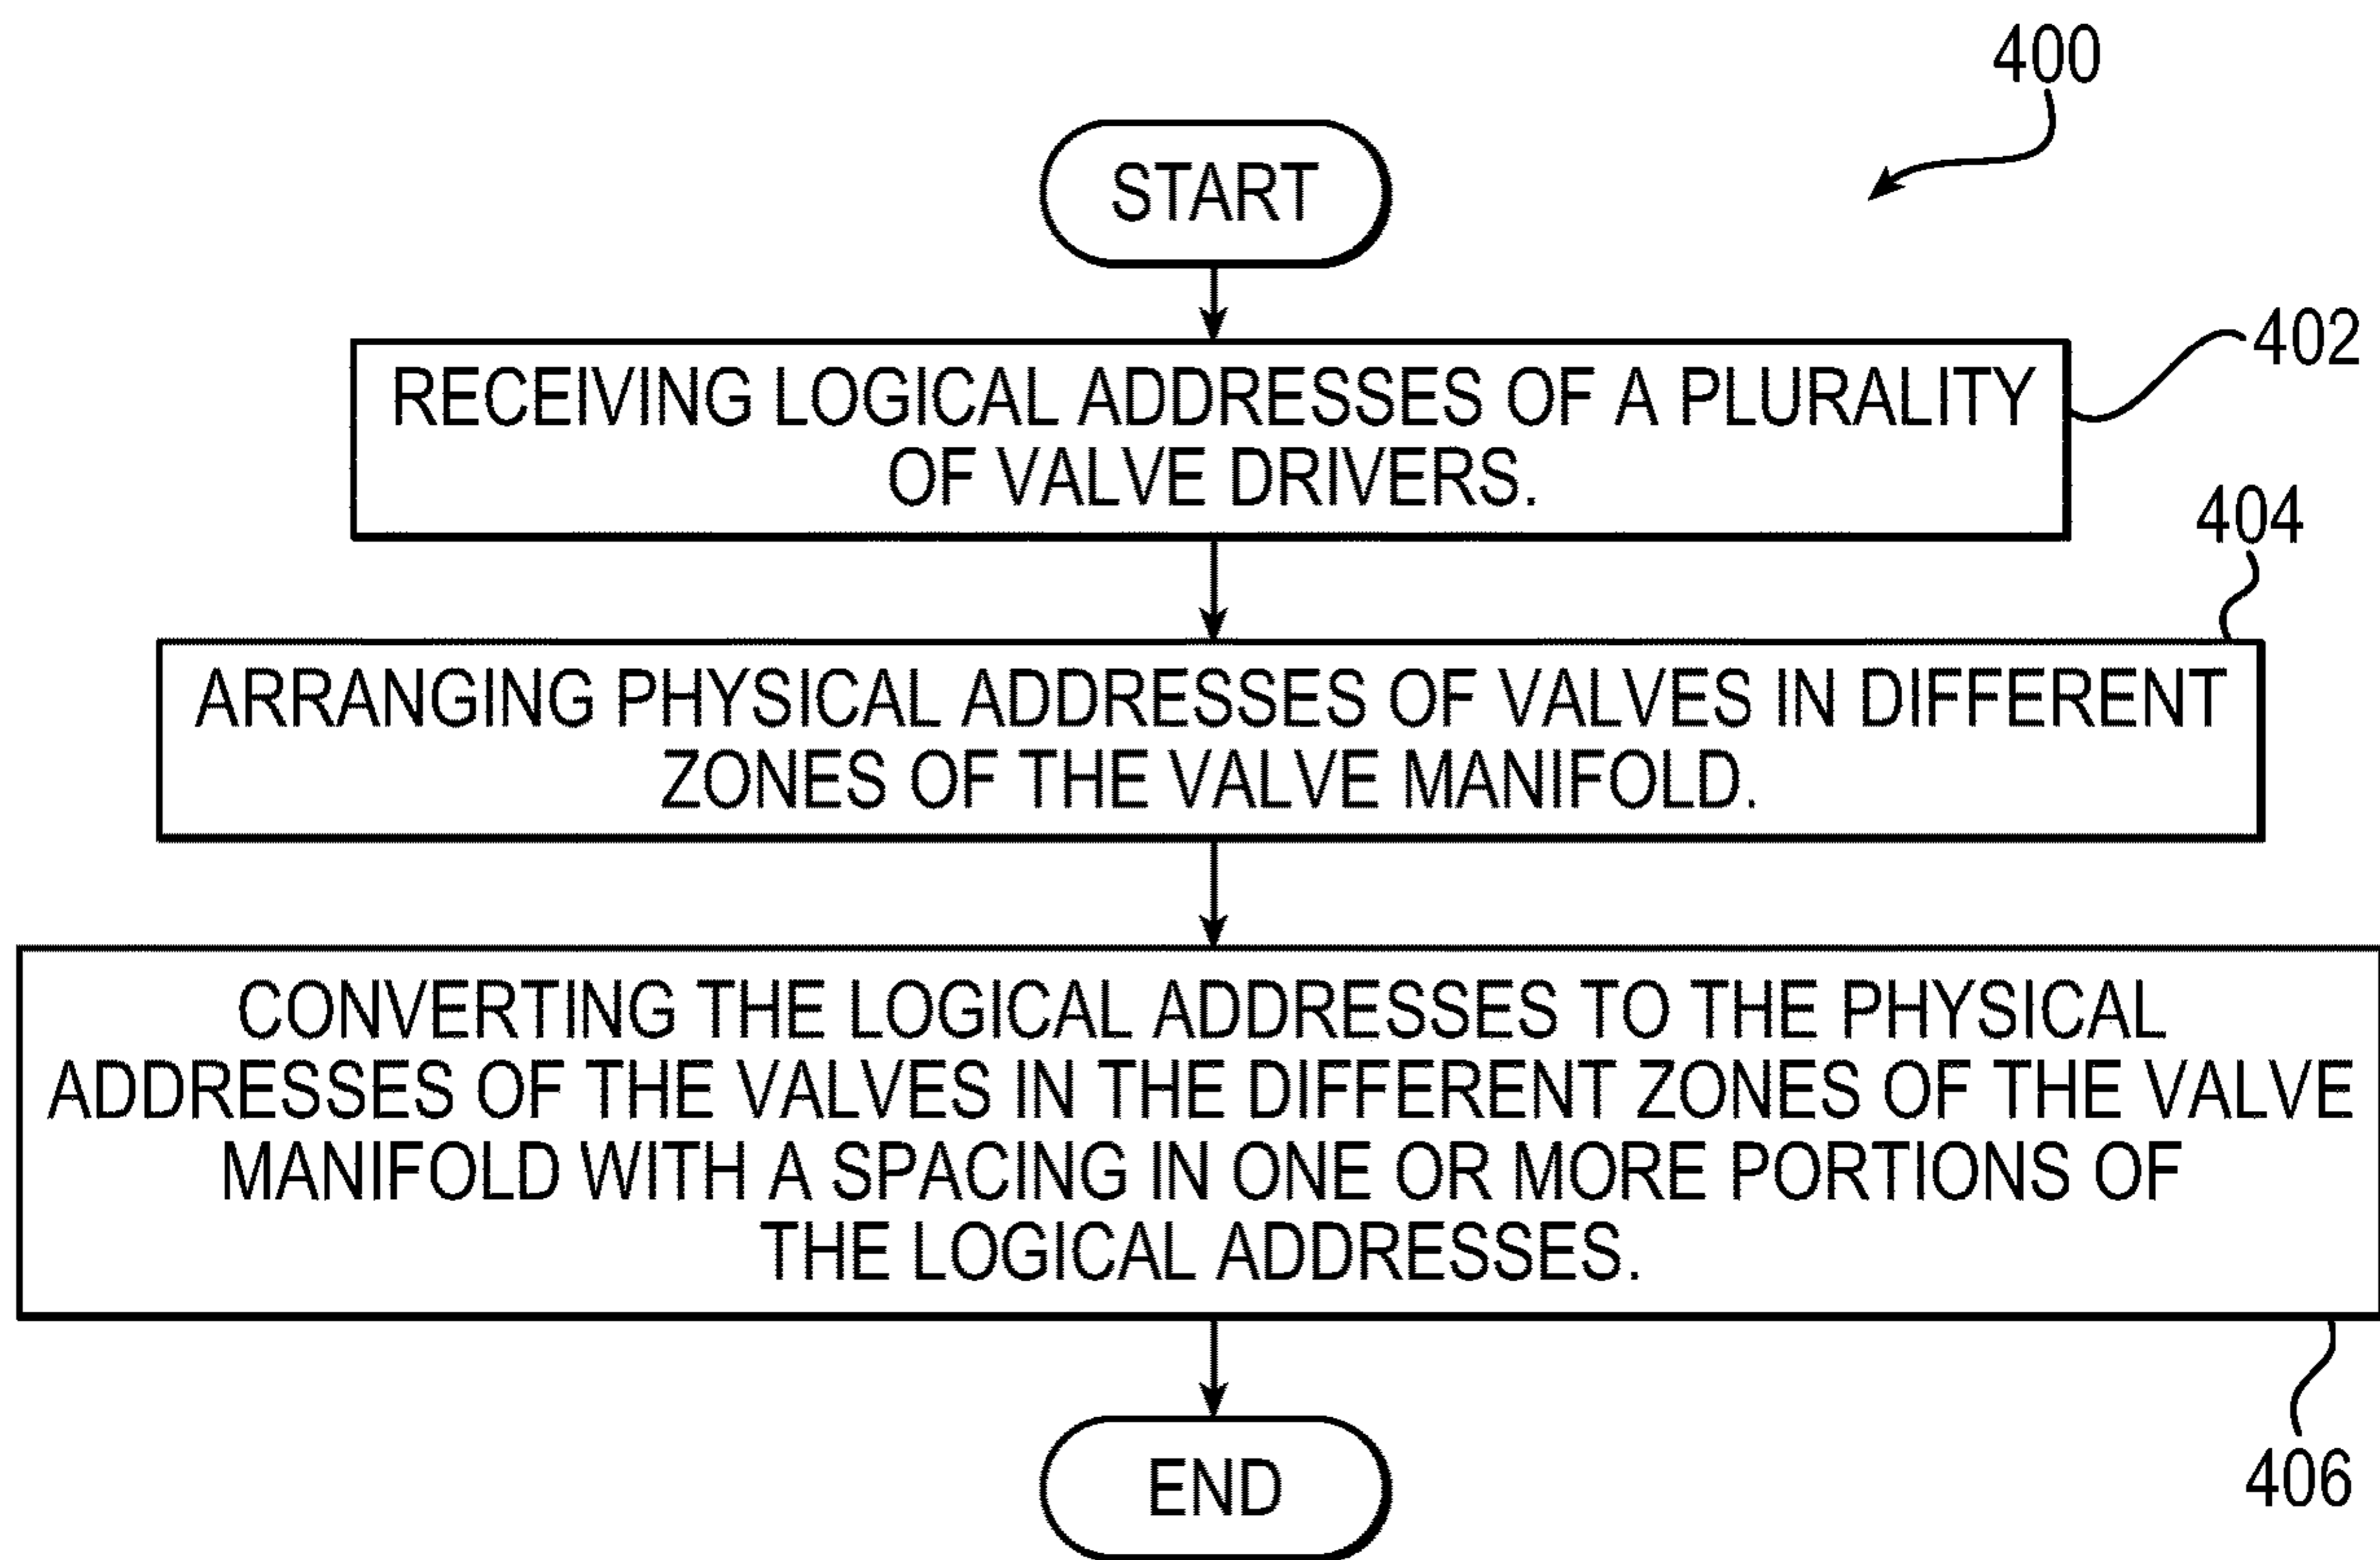 400
START
RECEIVING LOGICAL ADDRESSES OF A PLURALITY
OF VALVE DRIVERS.
402
404
ARRANGING PHYSICAL ADDRESSES OF VALVES IN DIFFERENT
ZONES OF THE VALVE MANIFOLD.
CONVERTING THE LOGICAL ADDRESSES TO THE PHYSICAL
ADDRESSES OF THE VALVES IN THE DIFFERENT ZONES OF THE VALVE
MANIFOLD WITH A SPACING IN ONE OR MORE PORTIONS OF
THE LOGICAL ADDRESSES.
406
END